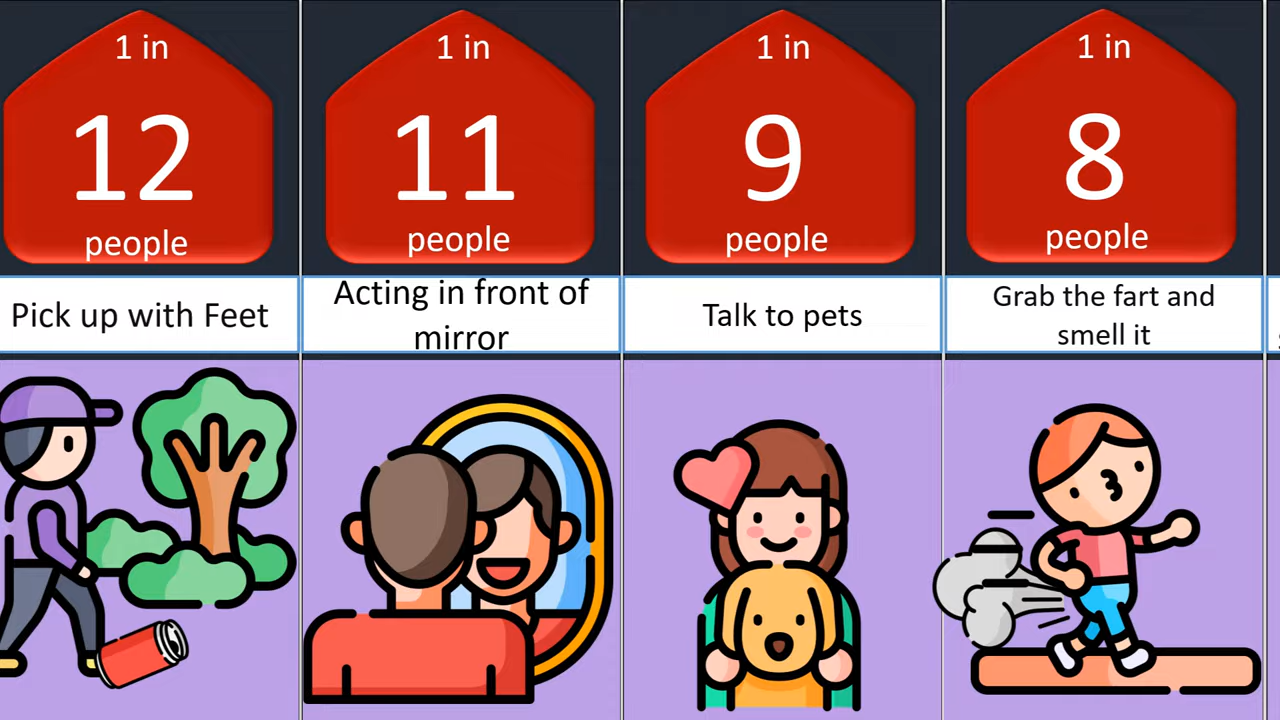 1 in
12
people
Pick up with Feet
1 in
11
people
Acting in front of
mirror
1 in
9
people
Talk to pets
1 in
8
people
Grab the fart and
smell it